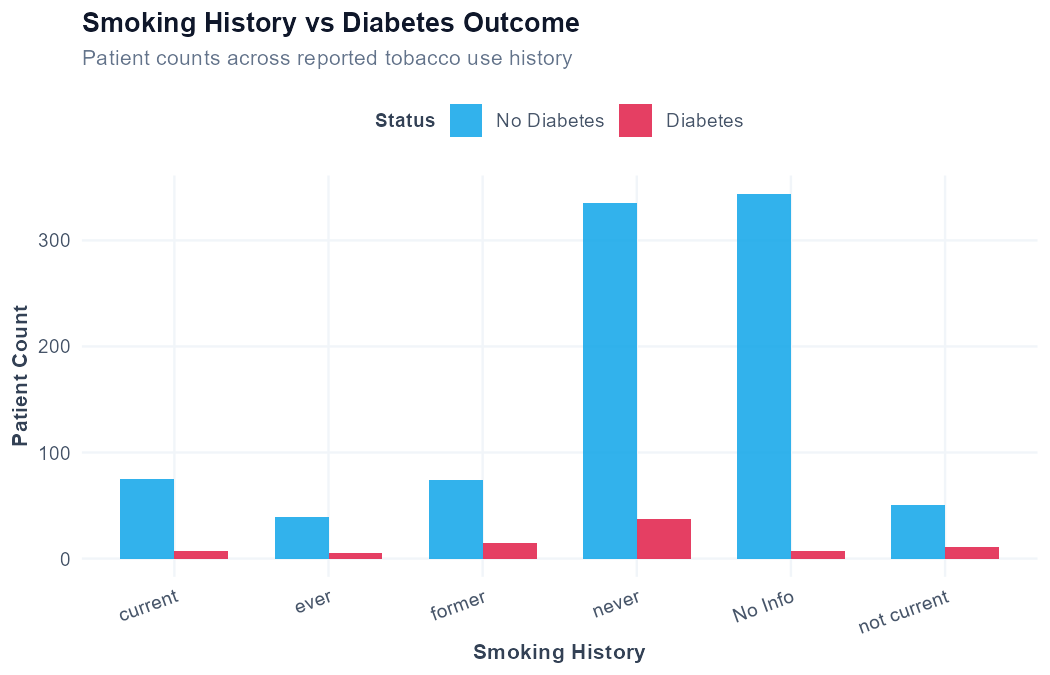 Smoking History vs Diabetes Outcome
Patient counts across reported tobacco use history
Status No Diabetes Diabetes
Patient Count
300
200
100
0
current ever former never No Info not current
Smoking History